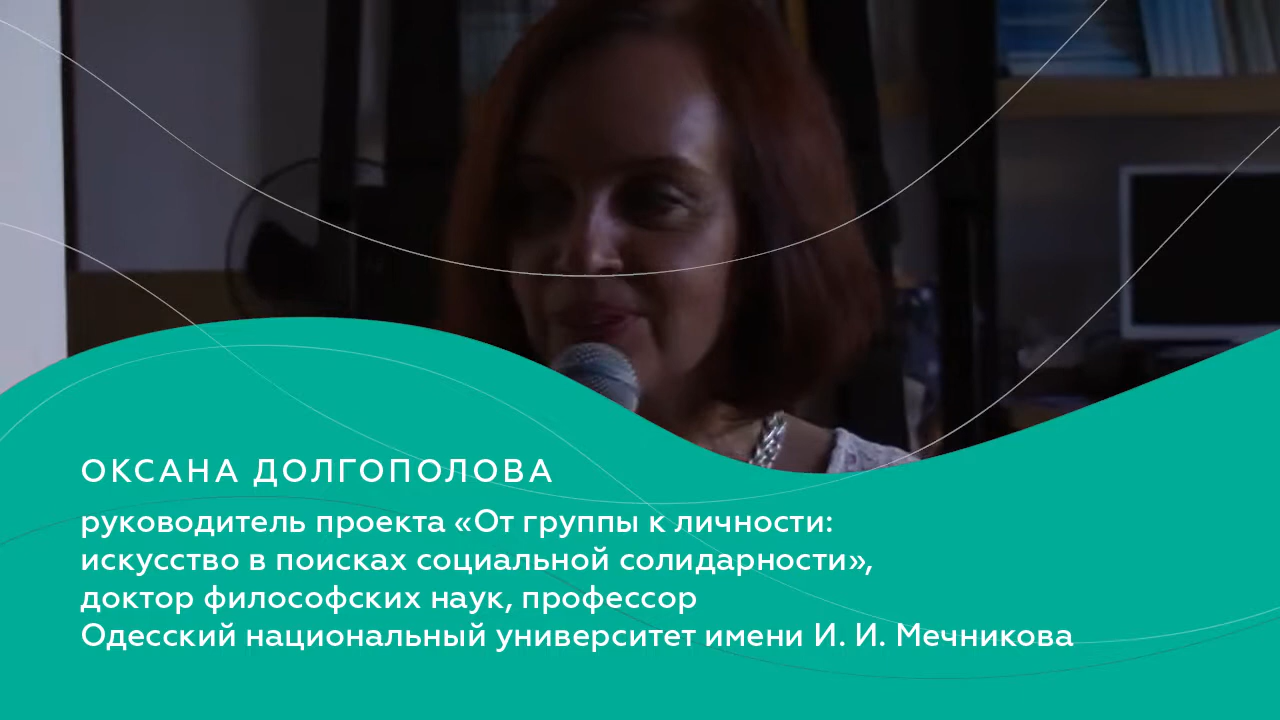 ОКСАНА ДОЛГОПОЛОВА
руководитель проекта «От группы к личности:
искусство в поисках социальной солидарности»,
доктор философских наук, профессор
Одесский национальный университет имени И. И. Мечникова